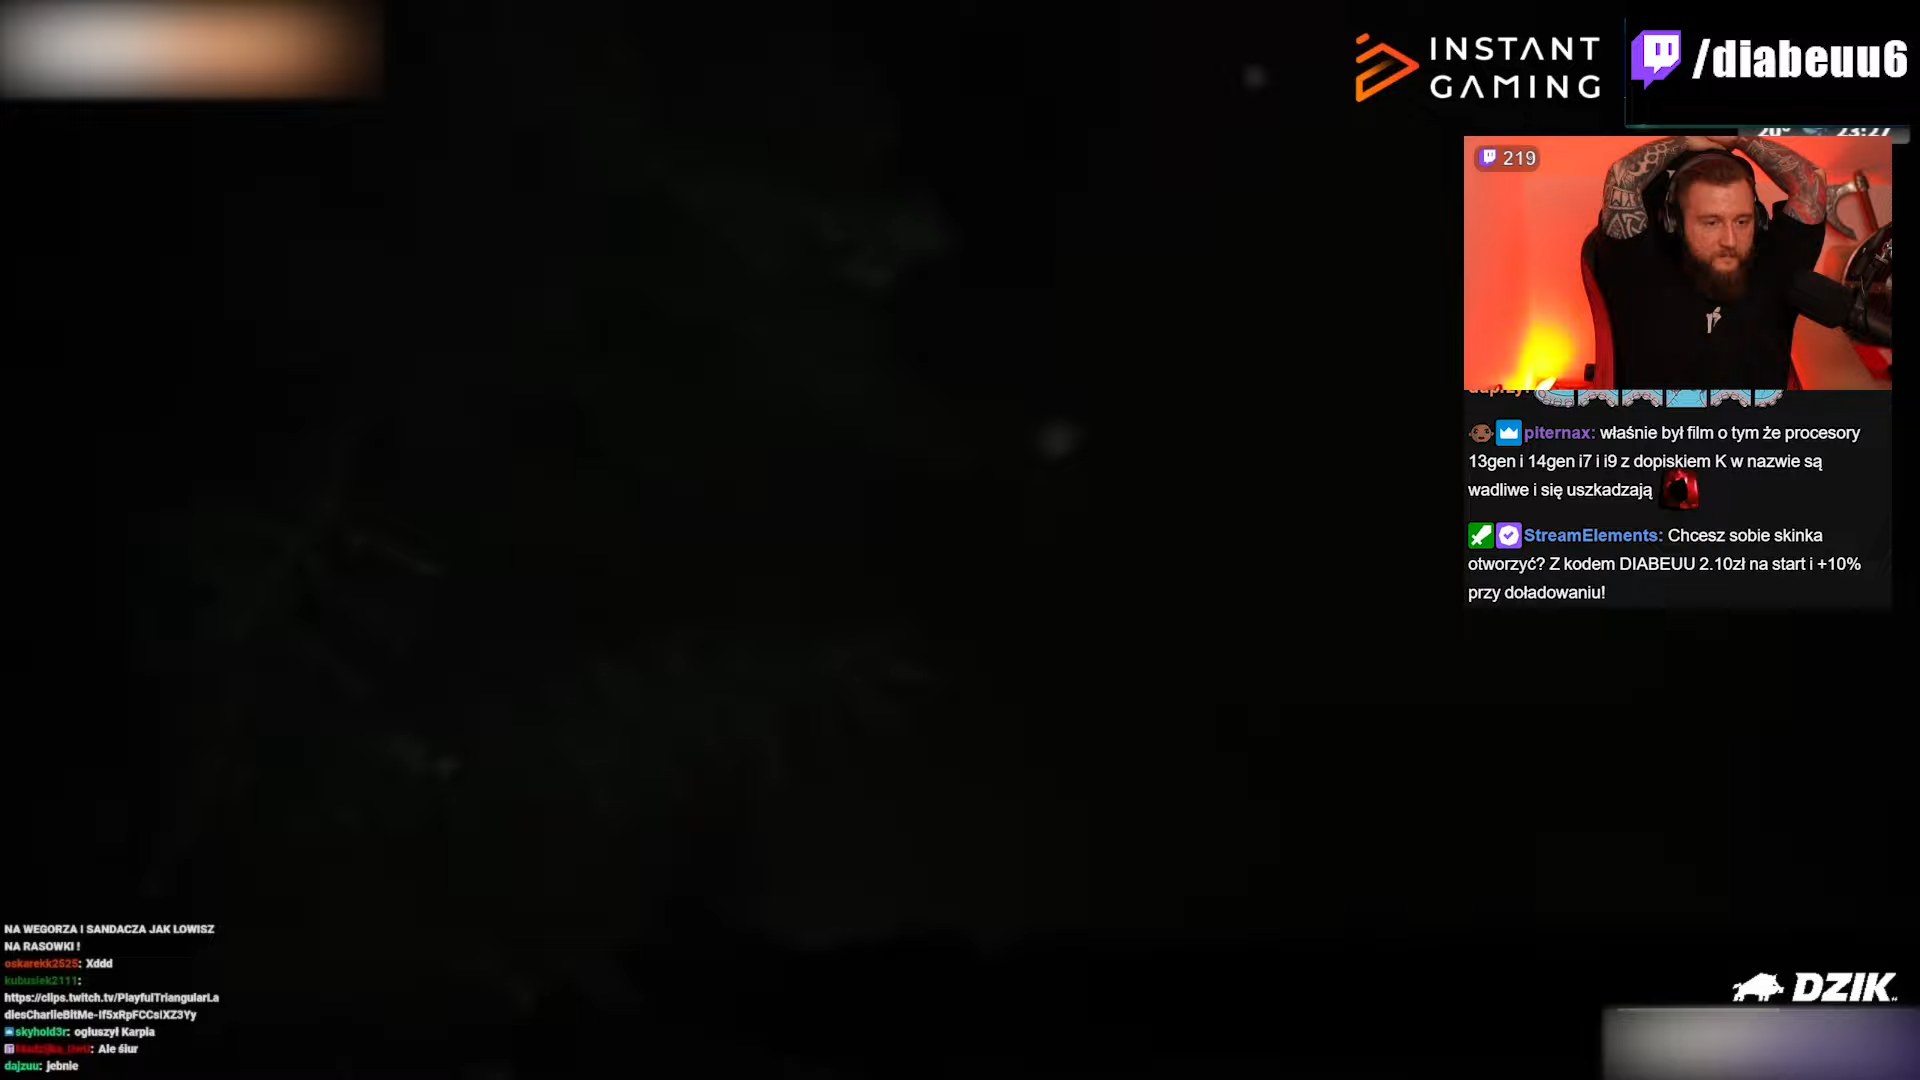 INSTANT
GAMING
/diabeuu6
219
piternax: właśnie był film o tym że procesory
13gen i 14gen i7 i i9 z dopiskiem K w nazwie są
wadliwe i się uszkadzają
StreamElements: Chcesz sobie skinka
otworzyć? Z kodem DIABEUU 2.10zł na start i +10%
przy doładowaniu!
NA WEGORZA I SANDACZA JAK LOWISZ
NA RASOWKI !
oskarekk2525: Xddd
kubusiek2111:
https://clips.twitch.tv/PlayfulTriangularLa
diesCharlieBitMe-If5xRpFCCsIXZ3Yy
skyhold3r: ogłuszył Karpia
: Ale śiur
dajzuu: jebnie
DZIK